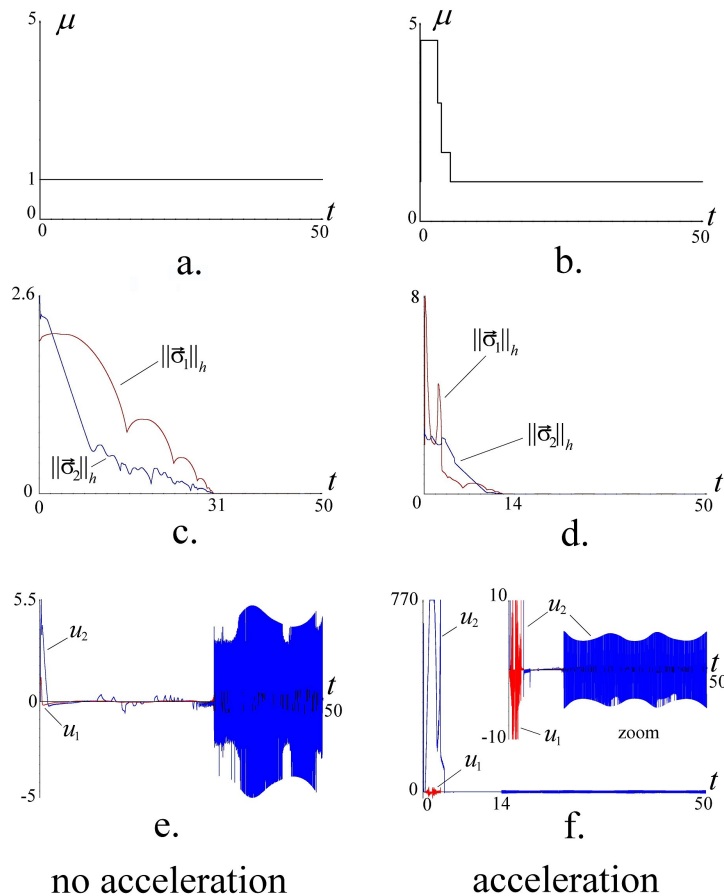 5 μ
1
0
0 50 t
a.
5 μ
0
0 50 t
b.
2.6
||σ⃗₁||ₕ
||σ⃗₂||ₕ
0
0 31 50 t
c.
8
||σ⃗₁||ₕ
||σ⃗₂||ₕ
0
14 50 t
d.
5.5
u₂
0
u₁
t
50
-5
e.
770 10
u₂ u₂
t
50
-10 u₁ zoom
u₁
0
0 14 50 t
f.
no acceleration
acceleration